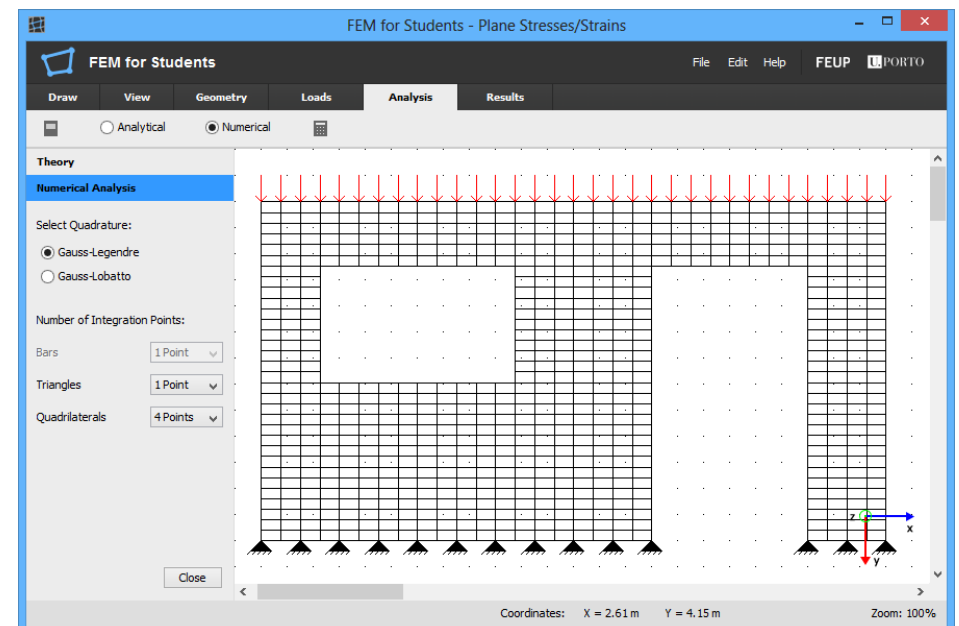 FEM for Students - Plane Stresses/Strains
FEM for Students
File Edit Help FEUP U.PORTO
Draw View Geometry Loads Analysis Results
Analytical Numerical
Theory
Numerical Analysis
Select Quadrature:
Gauss-Legendre
Gauss-Lobatto
Number of Integration Points:
Bars 1 Point
Triangles 1 Point
Quadrilaterals 4 Points
z
x
y
Close
Coordinates: X = 2.61 m Y = 4.15 m Zoom: 100%